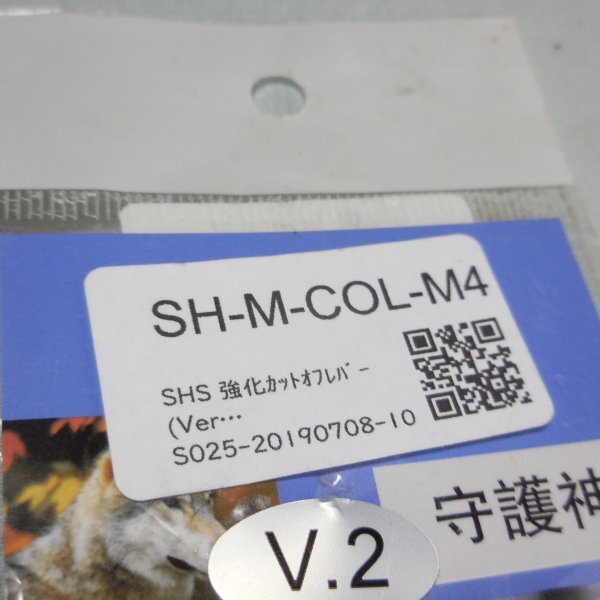 SH-M-COL-M4
SHS 強化ｶｯﾄｵﾌﾚﾊﾞｰ
(Ver…
S025-20190708-10
守護神
V.2